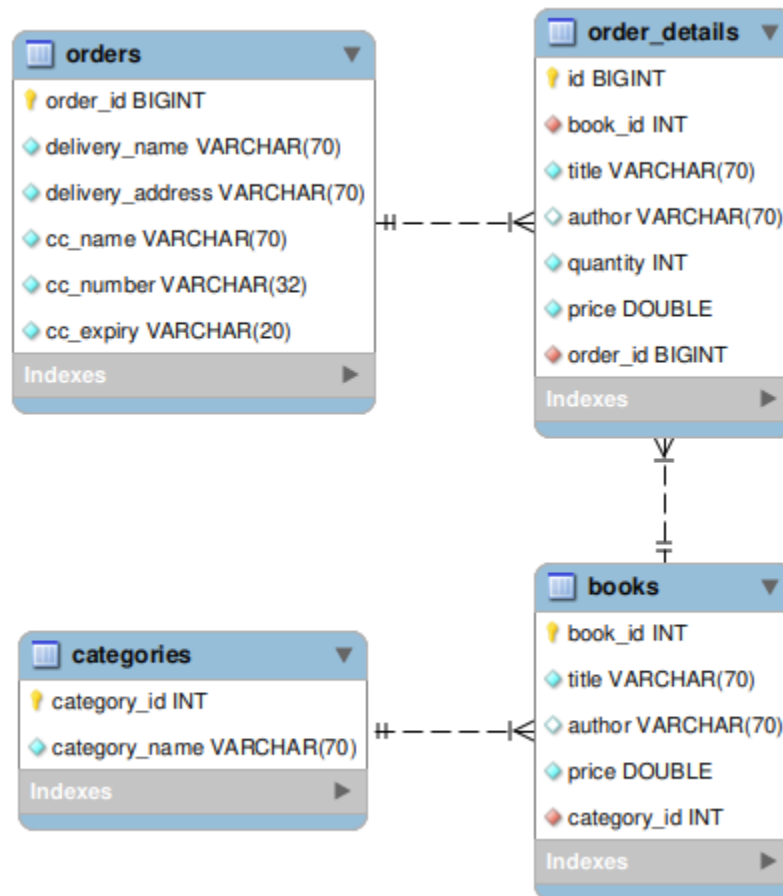 orders
order_id BIGINT
delivery_name VARCHAR(70)
delivery_address VARCHAR(70)
cc_name VARCHAR(70)
cc_number VARCHAR(32)
cc_expiry VARCHAR(20)
Indexes
order_details
id BIGINT
book_id INT
title VARCHAR(70)
author VARCHAR(70)
quantity INT
price DOUBLE
order_id BIGINT
Indexes
categories
category_id INT
category_name VARCHAR(70)
Indexes
books
book_id INT
title VARCHAR(70)
author VARCHAR(70)
price DOUBLE
category_id INT
Indexes